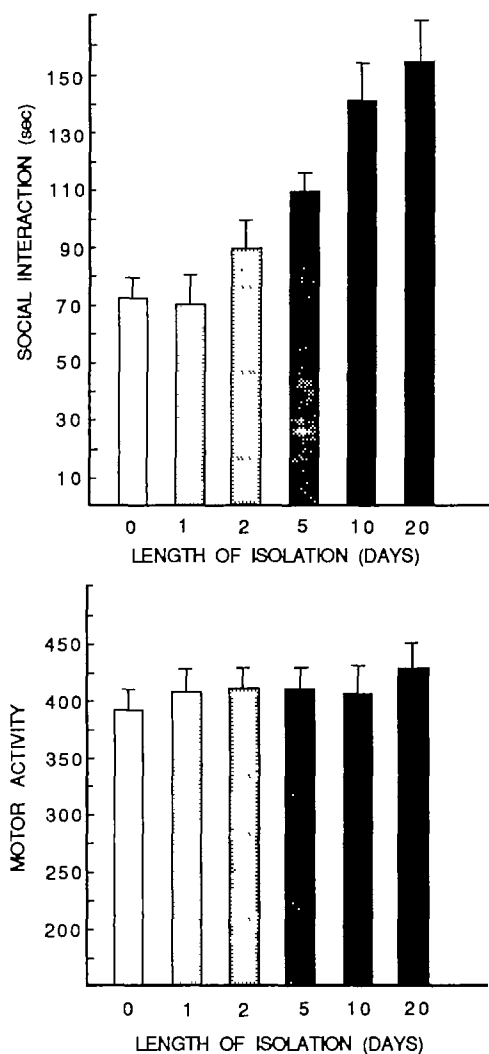 SOCIAL INTERACTION (sec)
150
130
110
90
70
50
30
10
0 1 2 5 10 20
LENGTH OF ISOLATION (DAYS)
MOTOR ACTIVITY
450
400
350
300
250
200
0 1 2 5 10 20
LENGTH OF ISOLATION (DAYS)